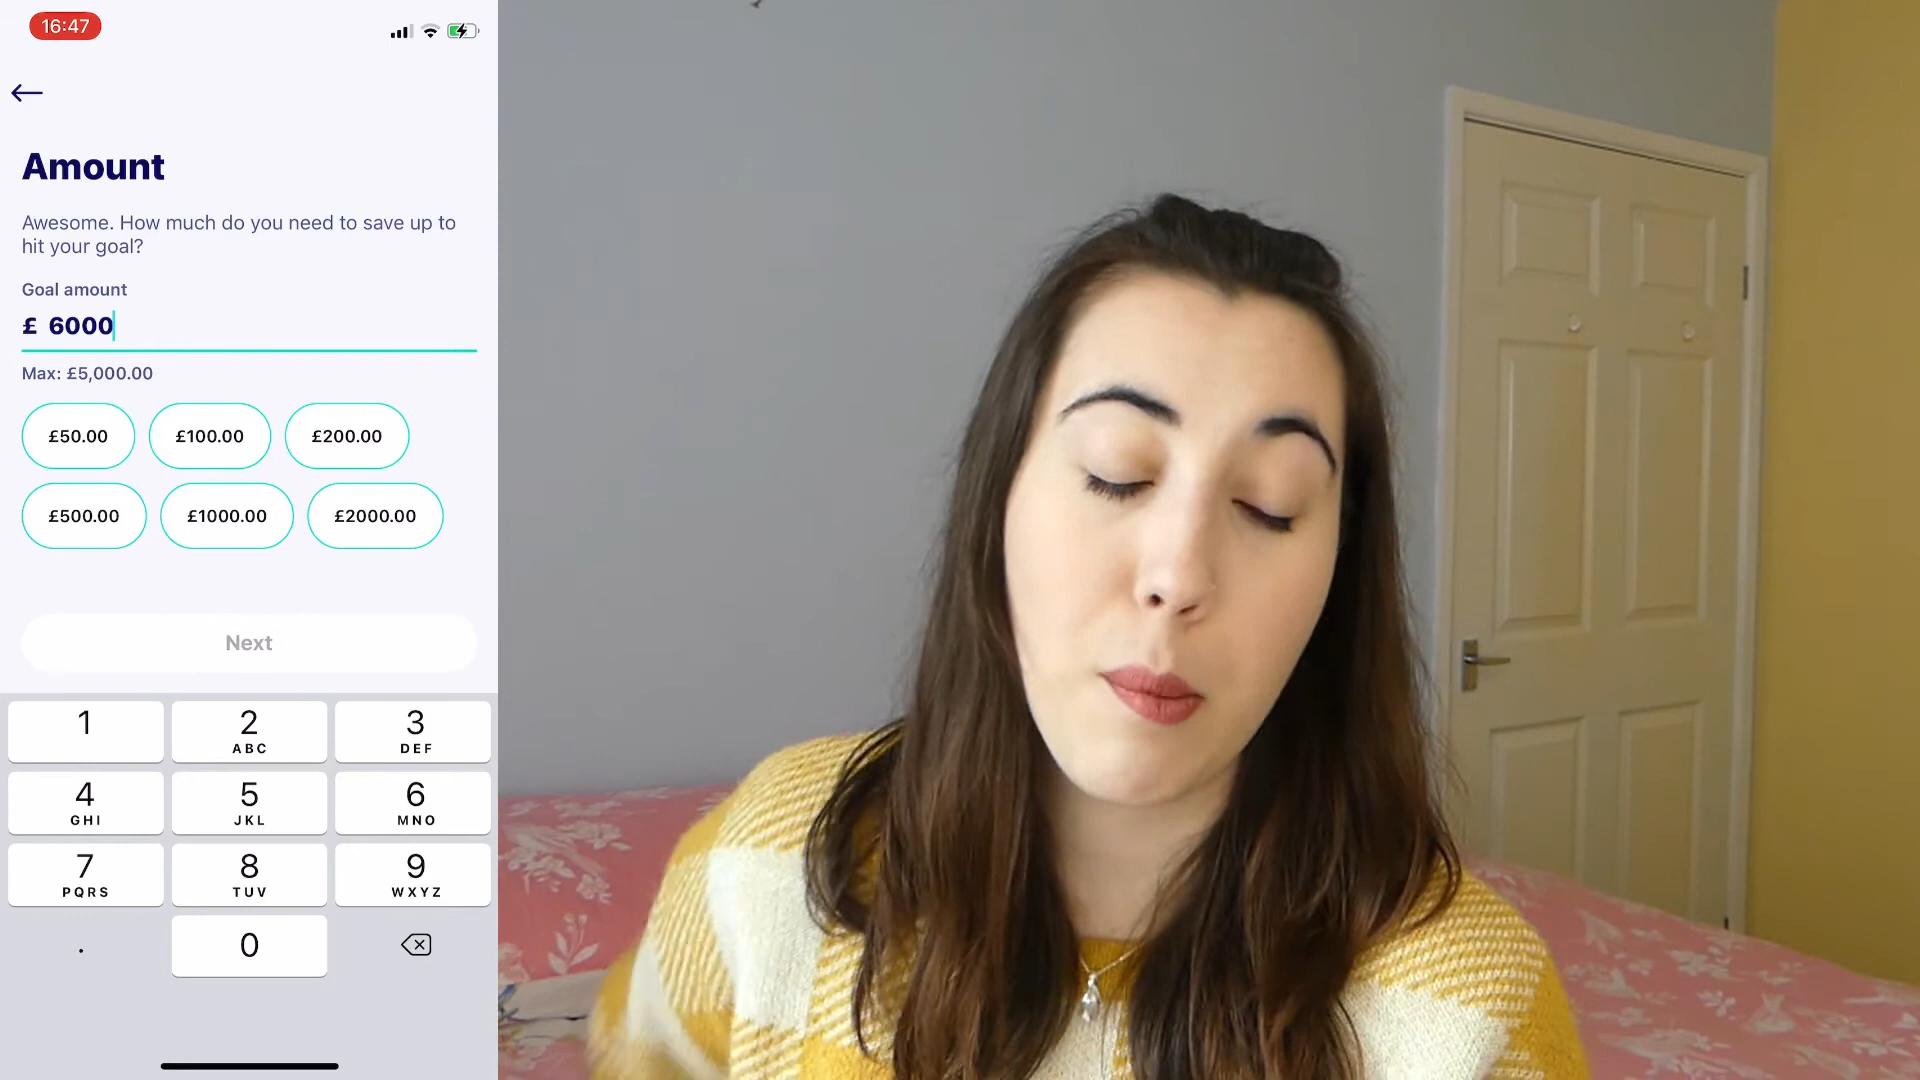 16:47
Amount
Awesome. How much do you need to save up to
hit your goal?
Goal amount
£ 6000
Max: £5,000.00
£50.00 £100.00 £200.00
£500.00 £1000.00 £2000.00
Next
1 2 3
ABC DEF
4 5 6
GHI JKL MNO
7 8 9
PQRS TUV WXYZ
. 0